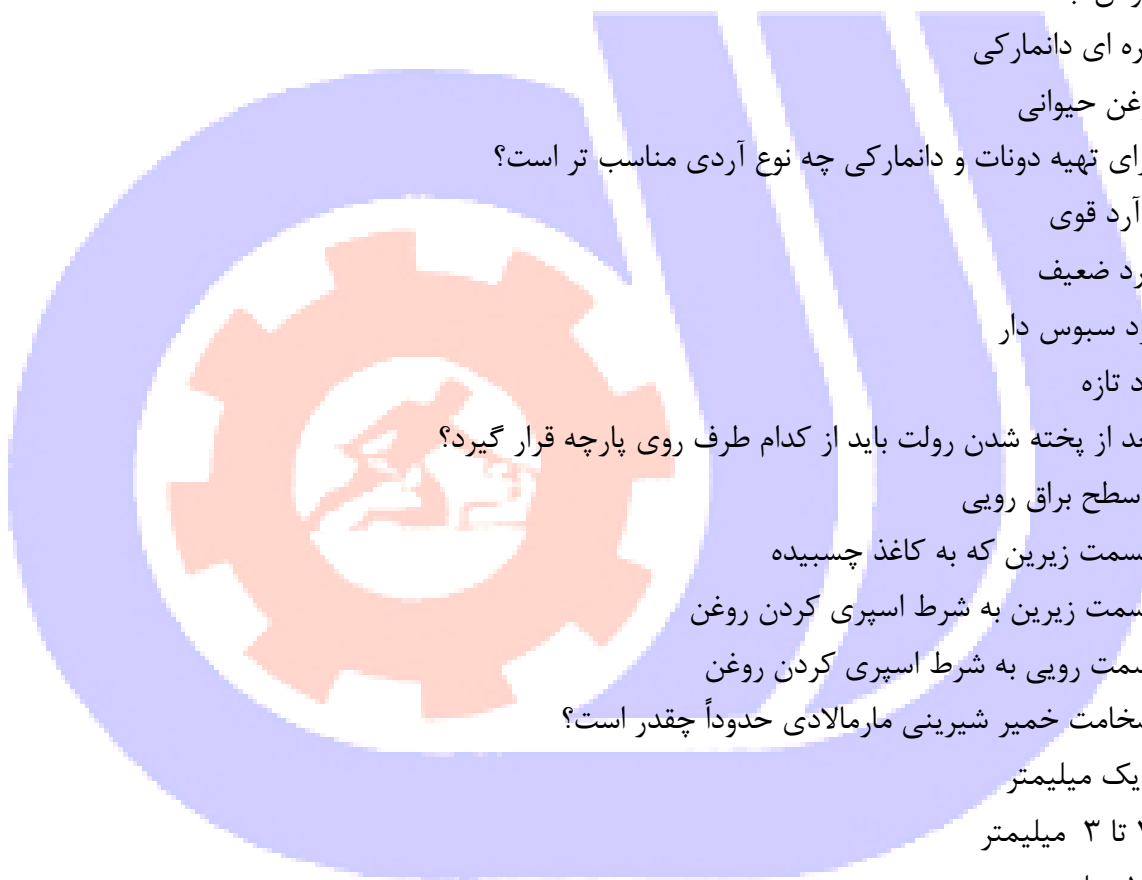 ره ای دانمارکی
غن حیوانی
رای تهیه دونات و دانمارکی چه نوع آردی مناسب تر است؟
آرد قوی
رد ضعیف
د سبوس دار
د تازه
عد از پخته شدن رولت باید از کدام طرف روی پارچه قرار گیرد؟
سطح براق رویی
سمت زیرین که به کاغذ چسبیده
سمت زیرین به شرط اسپری کردن روغن
سمت رویی به شرط اسپری کردن روغن
خامت خمیر شیرینی مارمالادی حدوداً چقدر است؟
یک میلیمتر
تا ۳ میلیمتر